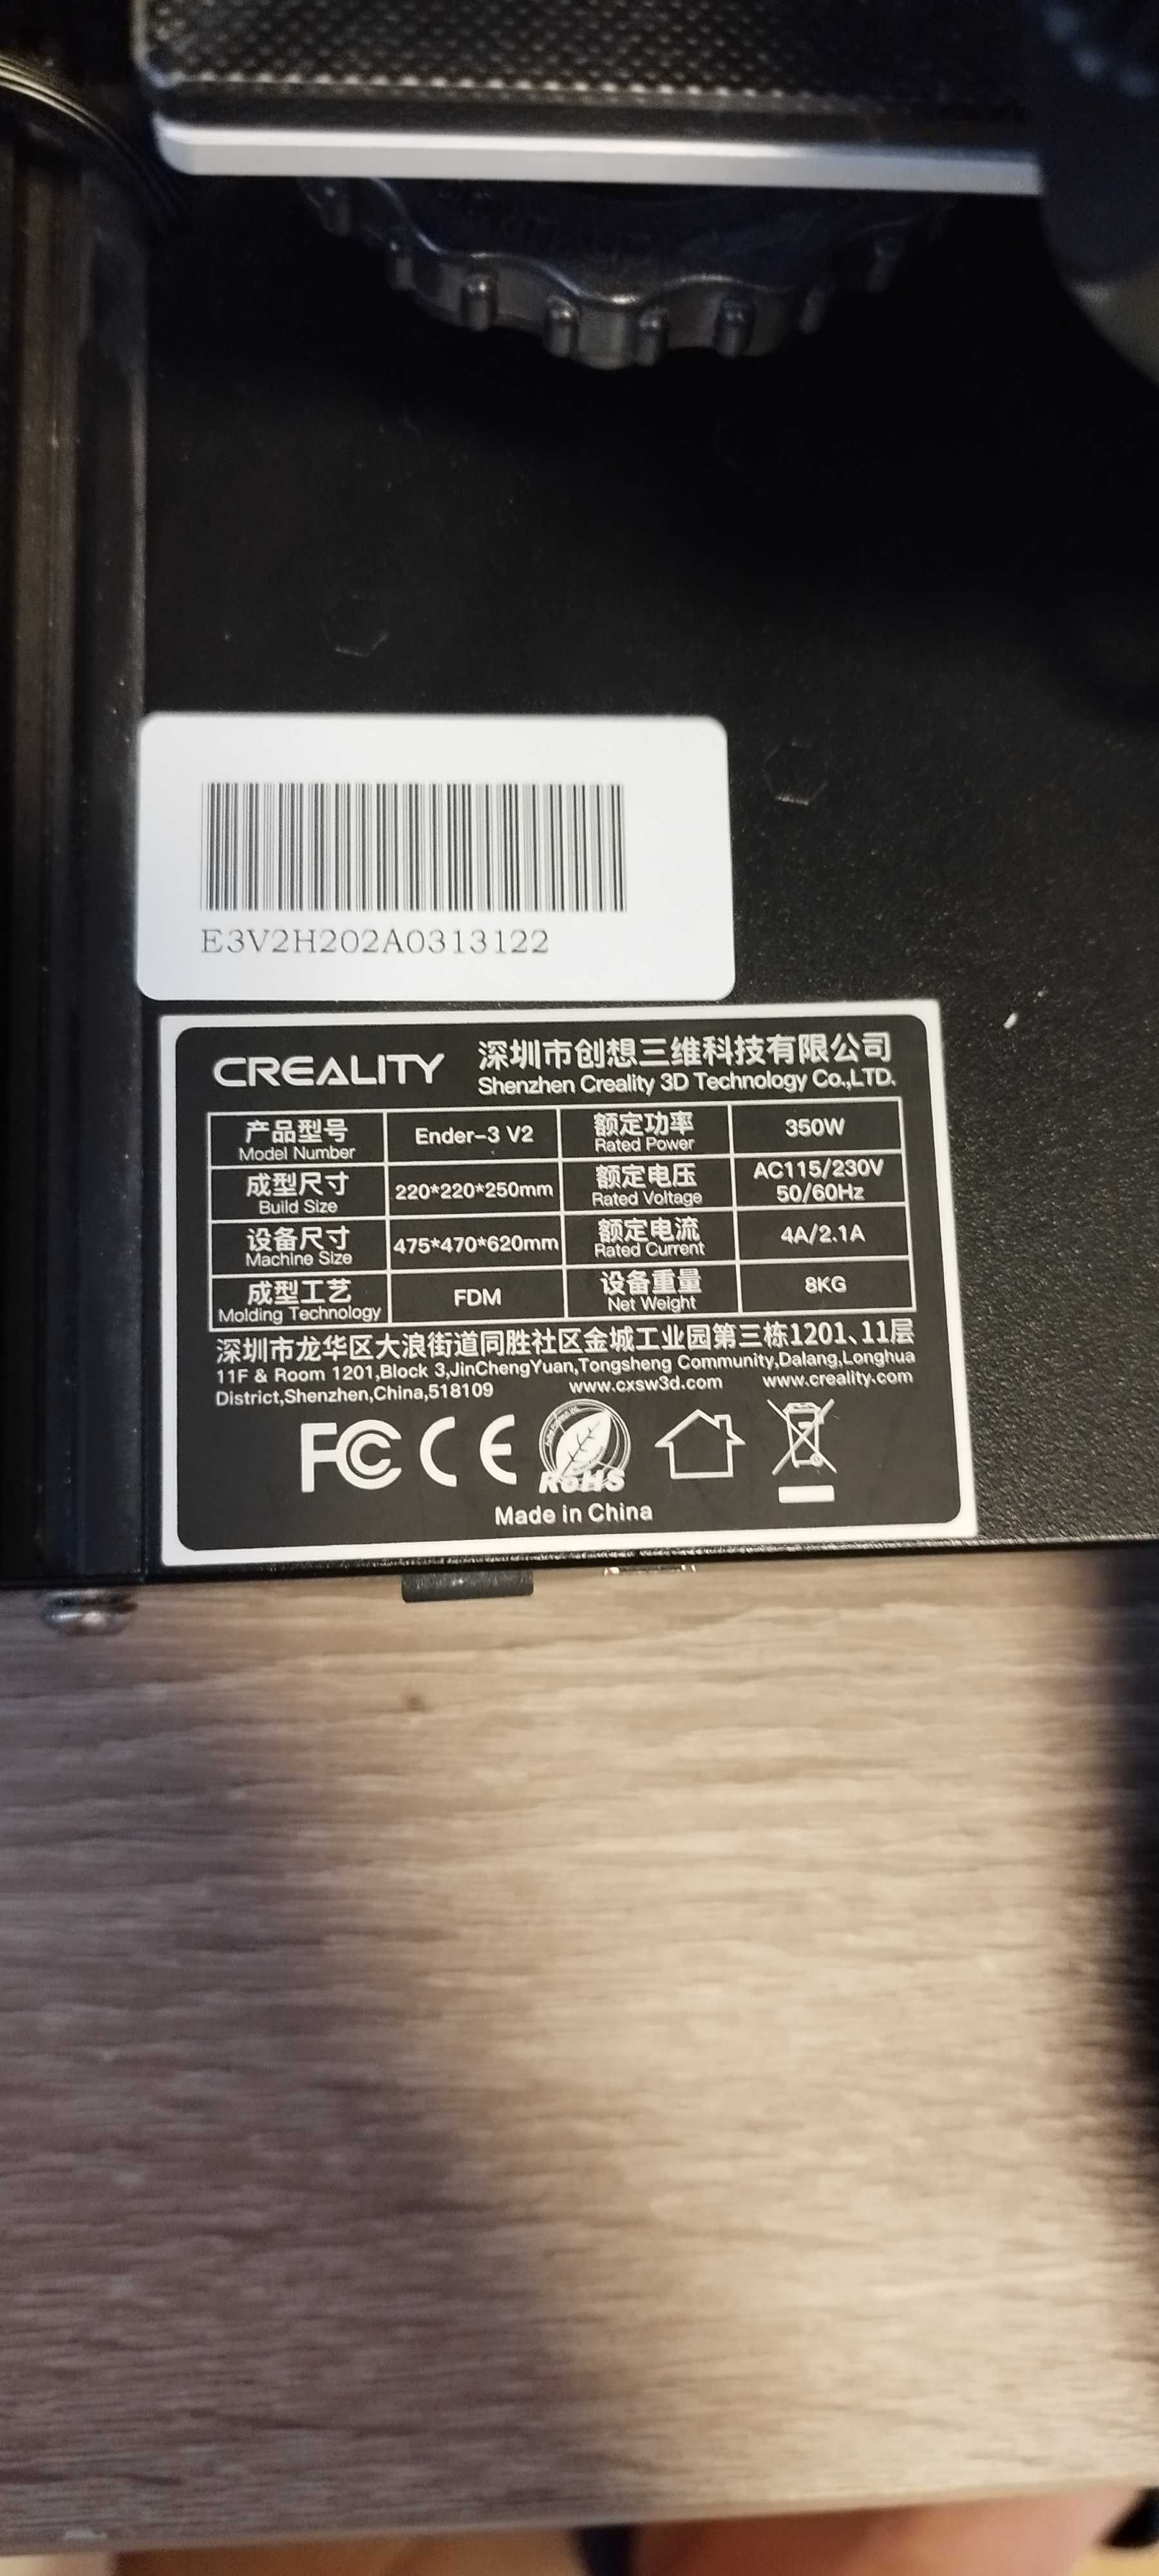 E3V2H202A0313122
CREALITY 深圳市创想三维科技有限公司
Shenzhen Creality 3D Technology Co.,LTD.
产品型号 Model Number Ender-3 V2 额定功率 Rated Power 350W
成型尺寸 Build Size 220*220*250mm 额定电压 Rated Voltage AC115/230V 50/60Hz
设备尺寸 Machine Size 475*470*620mm 额定电流 Rated Current 4A/2.1A
成型工艺 Molding Technology FDM 设备重量 Net Weight 8KG
深圳市龙华区大浪街道同胜社区金城工业园第三栋1201、11层
11F & Room 1201,Block 3,JinChengYuan,Tongsheng Community,Dalang,Longhua
District,Shenzhen,China,518109 www.cxsw3d.com www.creality.com
FC CE RoHS
Made in China